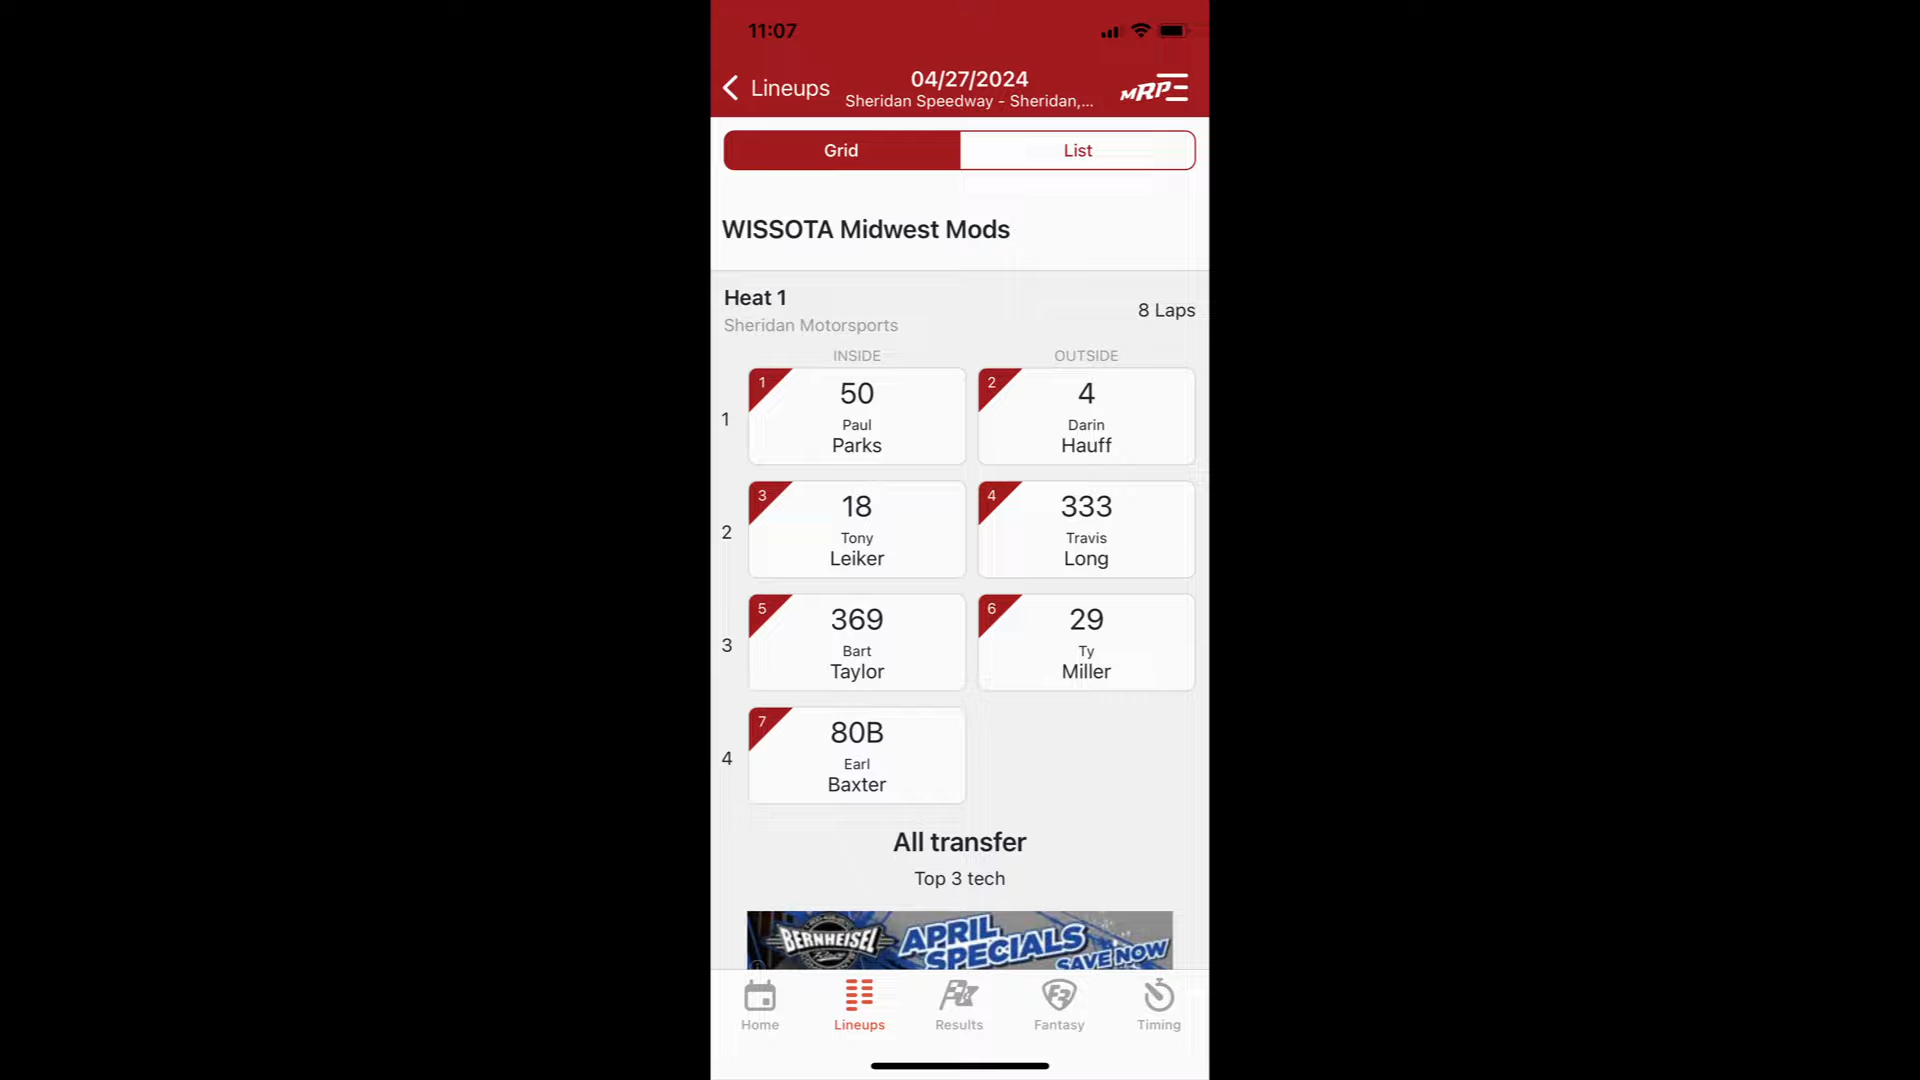 11:07
Lineups
04/27/2024
Sheridan Speedway - Sheridan,...
MRP
Grid
List
WISSOTA Midwest Mods
Heat 1
8 Laps
Sheridan Motorsports
INSIDE
OUTSIDE
1
1
50
Paul
Parks
2
4
Darin
Hauff
2
3
18
Tony
Leiker
4
333
Travis
Long
3
5
369
Bart
Taylor
6
29
Ty
Miller
4
7
80B
Earl
Baxter
All transfer
Top 3 tech
BERNHEISEL
APRIL
SPECIALS
SAVE NOW
Home
Lineups
Results
Fantasy
Timing